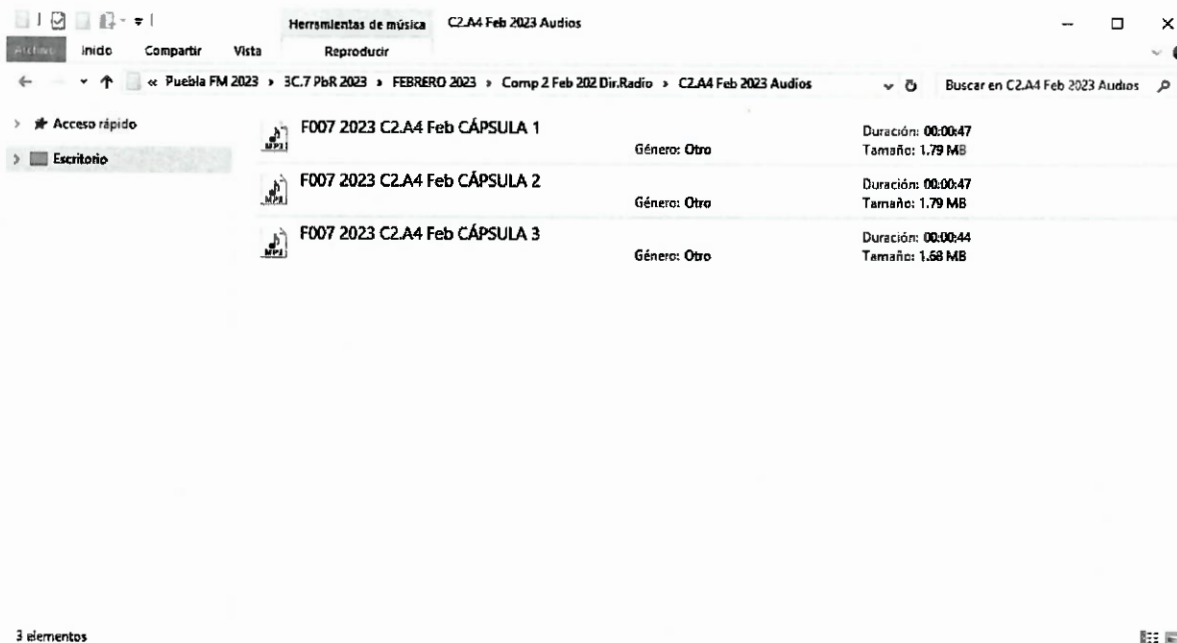 Herramientas de música C2.A4 Feb 2023 Audios
Archivo Inicio Compartir Vista Reproducir
« Puebla FM 2023 › 3C.7 PbR 2023 › FEBRERO 2023 › Comp 2 Feb 202 Dir.Radio › C2.A4 Feb 2023 Audios Buscar en C2.A4 Feb 2023 Audios
Acceso rápido
Escritorio
F007 2023 C2.A4 Feb CÁPSULA 1
Género: Otro
Duración: 00:00:47
Tamaño: 1.79 MB
F007 2023 C2.A4 Feb CÁPSULA 2
Género: Otro
Duración: 00:00:47
Tamaño: 1.79 MB
F007 2023 C2.A4 Feb CÁPSULA 3
Género: Otro
Duración: 00:00:44
Tamaño: 1.68 MB
MP3
MP3
MP3
3 elementos